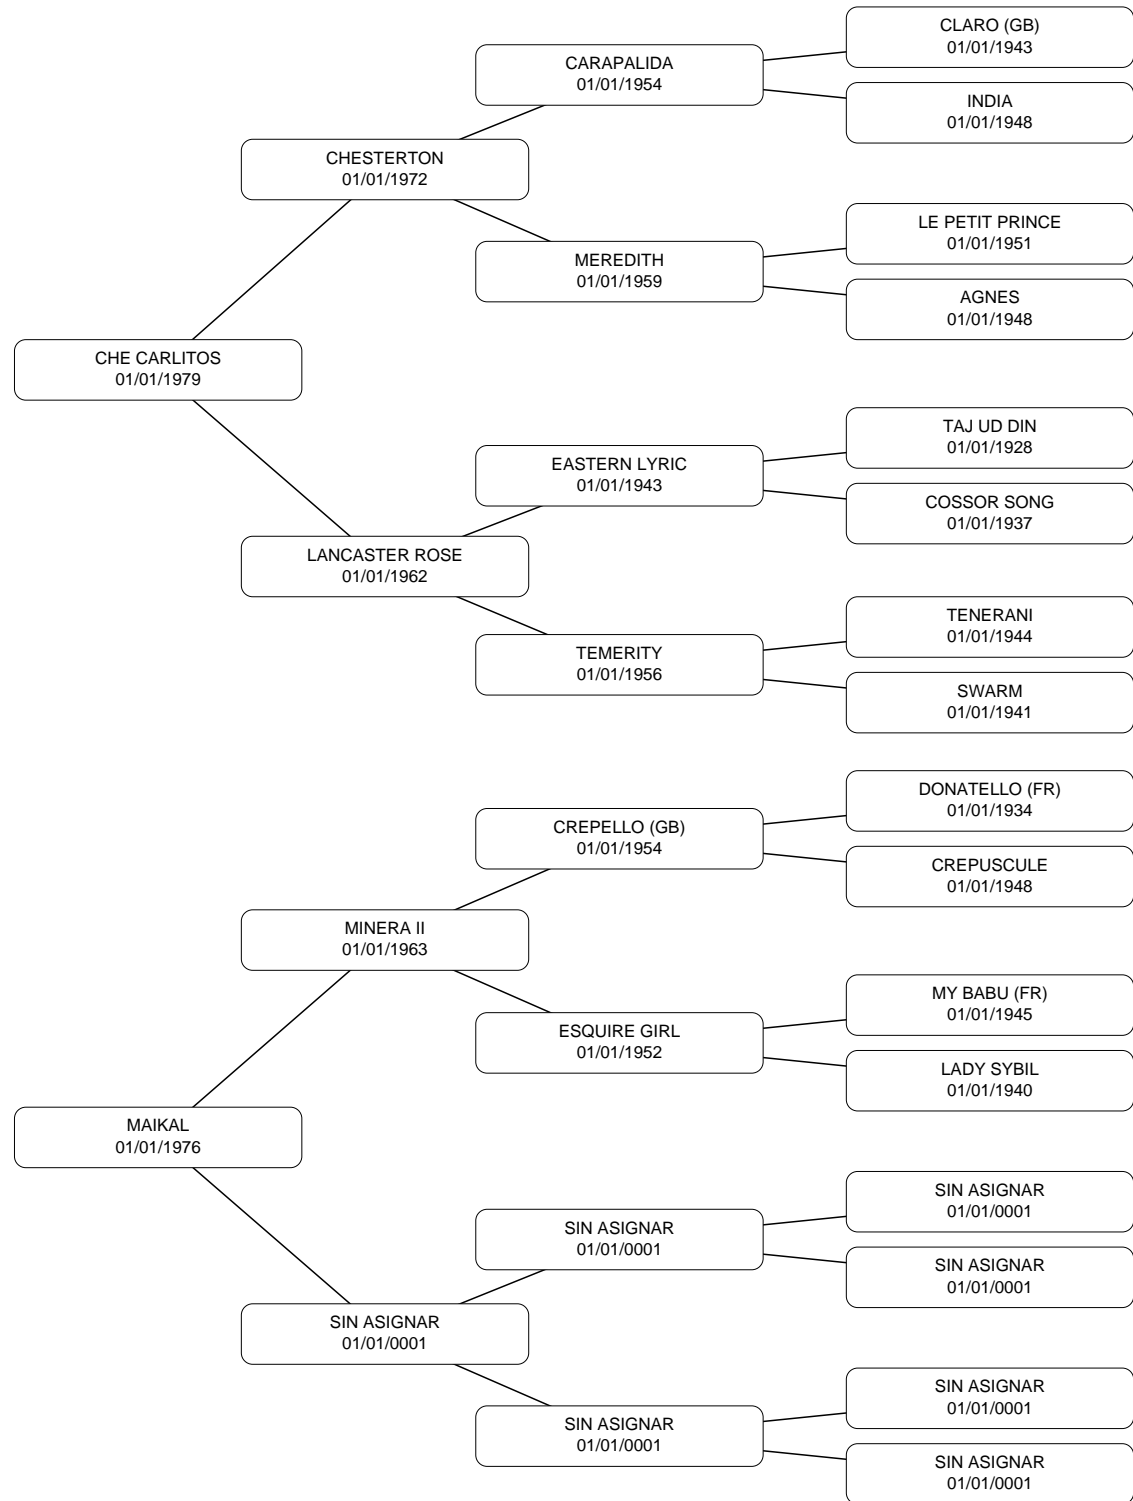 CLARO (GB)
01/01/1943
CARAPALIDA
01/01/1954
INDIA
01/01/1948
CHESTERTON
01/01/1972
LE PETIT PRINCE
01/01/1951
MEREDITH
01/01/1959
AGNES
01/01/1948
CHE CARLITOS
01/01/1979
TAJ UD DIN
01/01/1928
EASTERN LYRIC
01/01/1943
COSSOR SONG
01/01/1937
LANCASTER ROSE
01/01/1962
TENERANI
01/01/1944
TEMERITY
01/01/1956
SWARM
01/01/1941
DONATELLO (FR)
01/01/1934
CREPELLO (GB)
01/01/1954
CREPUSCULE
01/01/1948
MINERA II
01/01/1963
MY BABU (FR)
01/01/1945
ESQUIRE GIRL
01/01/1952
LADY SYBIL
01/01/1940
MAIKAL
01/01/1976
SIN ASIGNAR
01/01/0001
SIN ASIGNAR
01/01/0001
SIN ASIGNAR
01/01/0001
SIN ASIGNAR
01/01/0001
SIN ASIGNAR
01/01/0001
SIN ASIGNAR
01/01/0001
SIN ASIGNAR
01/01/0001